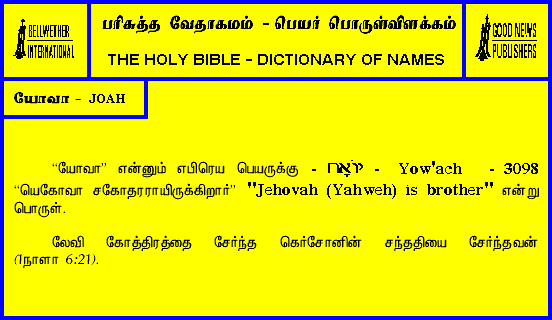 BELLWETHER
INTERNATIONAL
பரிசுத்த வேதாகமம் - பெயர் பொருள்விளக்கம்
THE HOLY BIBLE - DICTIONARY OF NAMES
GOOD NEWS
PUBLISHERS
யோவா - JOAH
“யோவா” என்னும் எபிரெய பெயருக்கு - יוֹאָח - Yow'ach - 3098
“யெகோவா சகோதரராயிருக்கிறார்” "Jehovah (Yahweh) is brother" என்று
பொருள்.
லேவி கோத்திரத்தை சேர்ந்த கெர்சோனின் சந்ததியை சேர்ந்தவன்
(1நாளா 6:21).